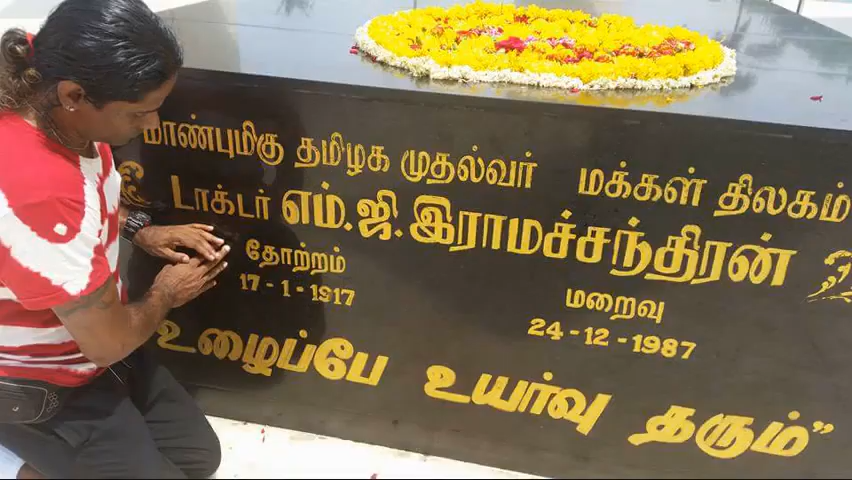 மாண்புமிகு தமிழக முதல்வர் மக்கள் திலகம்
டாக்டர் எம்.ஜி.இராமச்சந்திரன்
தோற்றம்
17-1-1917
மறைவு
24-12-1987
உழைப்பே உயர்வு தரும்”